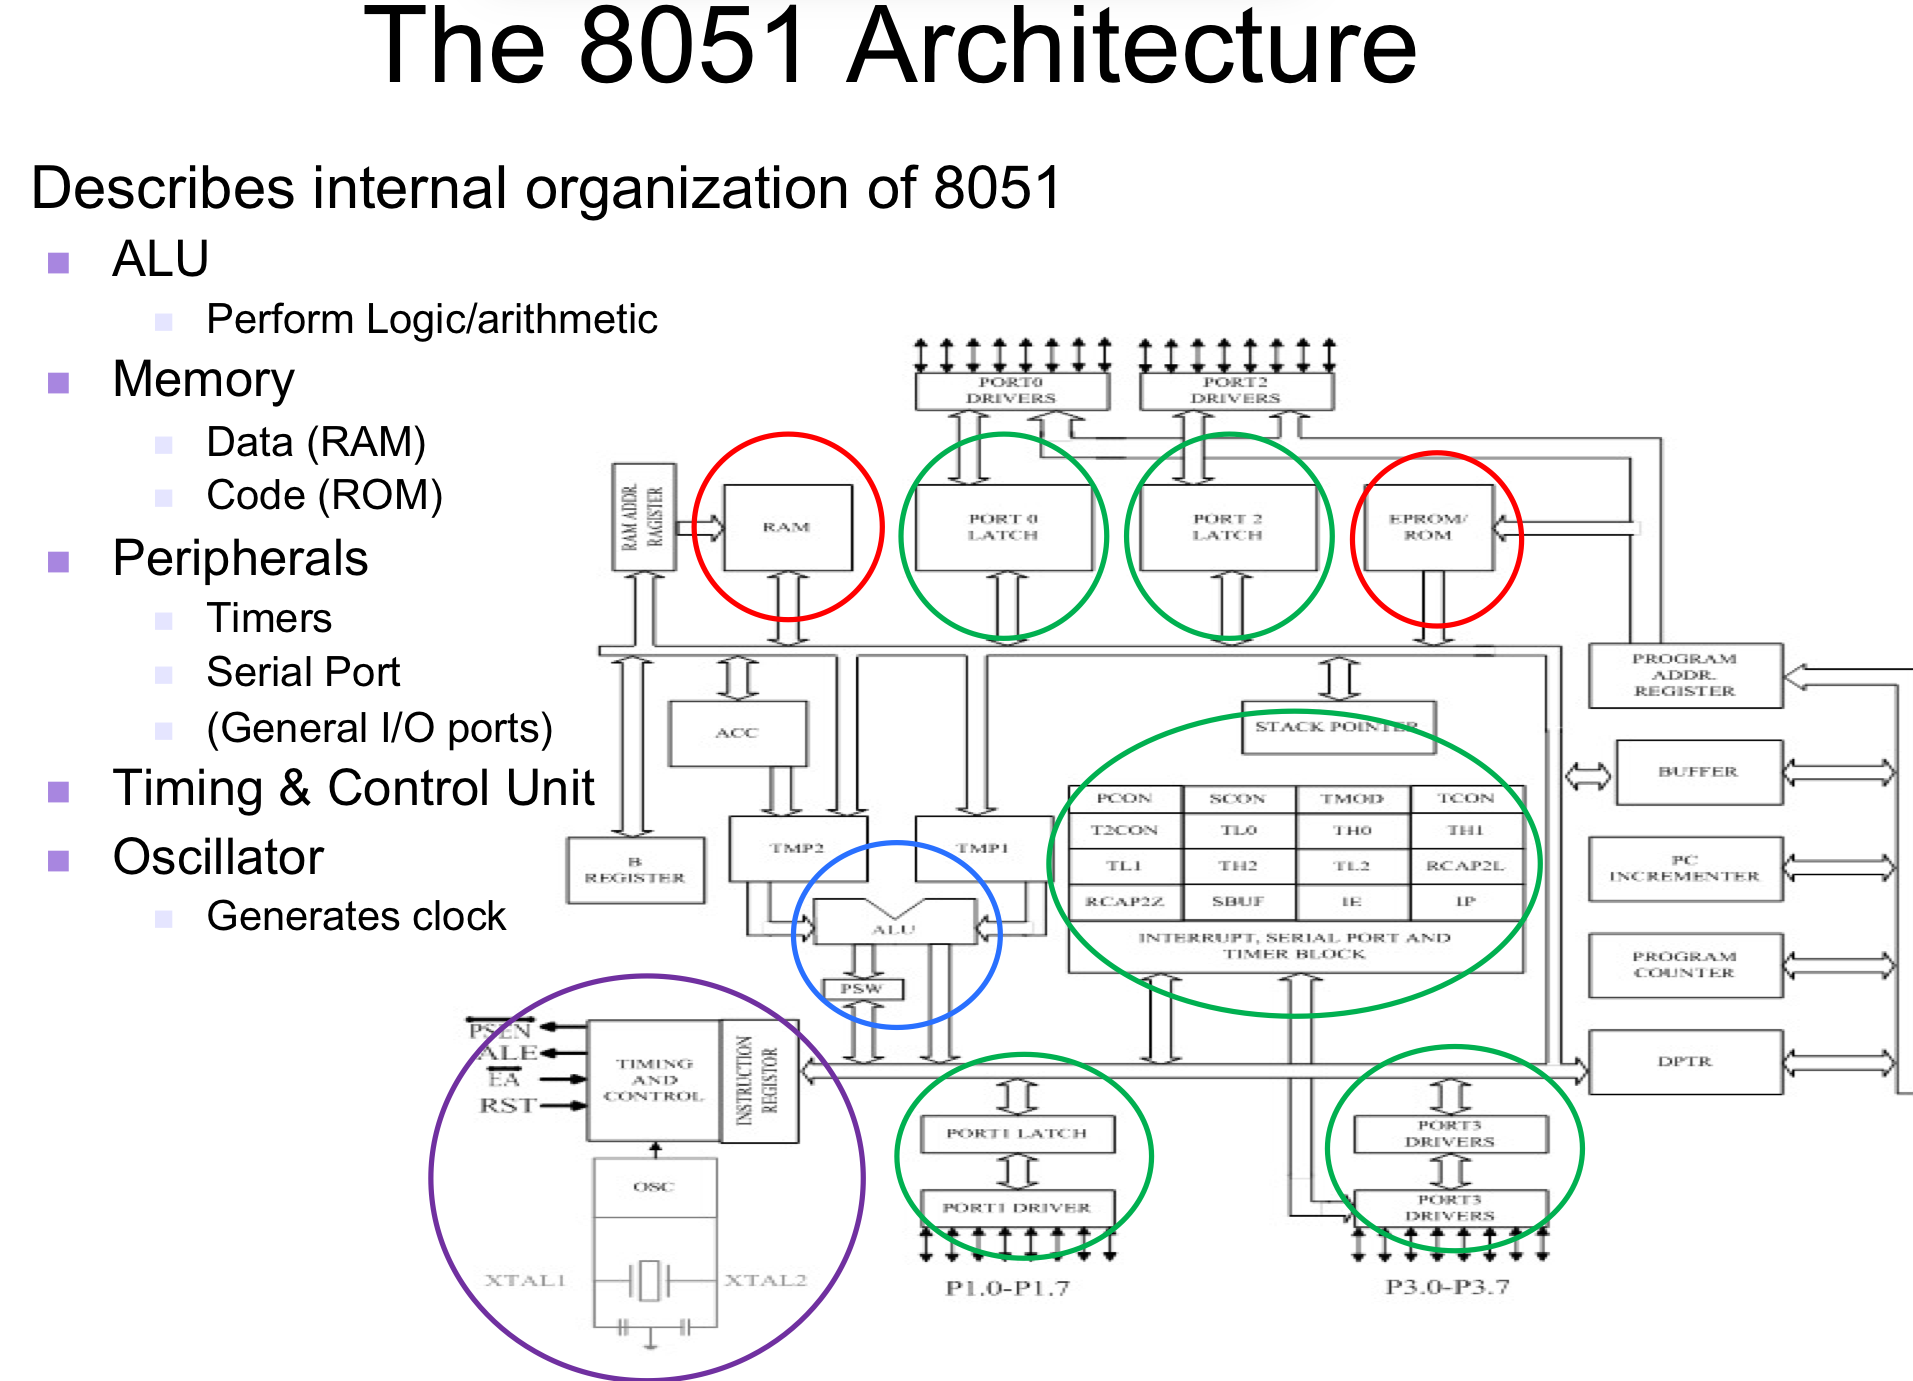 The 8051 Architecture
Describes internal organization of 8051
ALU
Perform Logic/arithmetic
Memory
Data (RAM)
Code (ROM)
Peripherals
Timers
Serial Port
(General I/O ports)
Timing & Control Unit
Oscillator
Generates clock
PORT0
DRIVERS
PORT2
DRIVERS
RAM ADDR.
RAGISTER
RAM
PORT 0
LATCH
PORT 2
LATCH
EPROM/
ROM
PROGRAM
ADDR.
REGISTER
ACC
STACK POINTER
BUFFER
B
REGISTER
TMP2
TMP1
PCON SCON TMOD TCON
T2CON TL0 TH0 TH1
TL1 TH2 TL2 RCAP2L
RCAP2Z SBUF IE IP
INTERRUPT, SERIAL PORT AND
TIMER BLOCK
PC
INCREMENTER
ALU
PSW
PROGRAM
COUNTER
DPTR
PSEN
ALE
EA
RST
TIMING
AND
CONTROL
INSTRUCTION
REGISTOR
OSC
XTAL1
XTAL2
PORT1 LATCH
PORT1 DRIVER
P1.0-P1.7
PORT3
DRIVERS
PORT3
DRIVERS
P3.0-P3.7